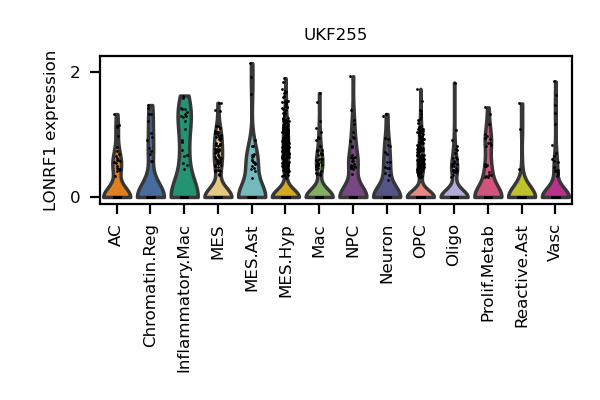 UKF255
LONRF1 expression
2
0
AC
Chromatin.Reg
Inflammatory.Mac
MES
MES.Ast
MES.Hyp
Mac
NPC
Neuron
OPC
Oligo
Prolif.Metab
Reactive.Ast
Vasc